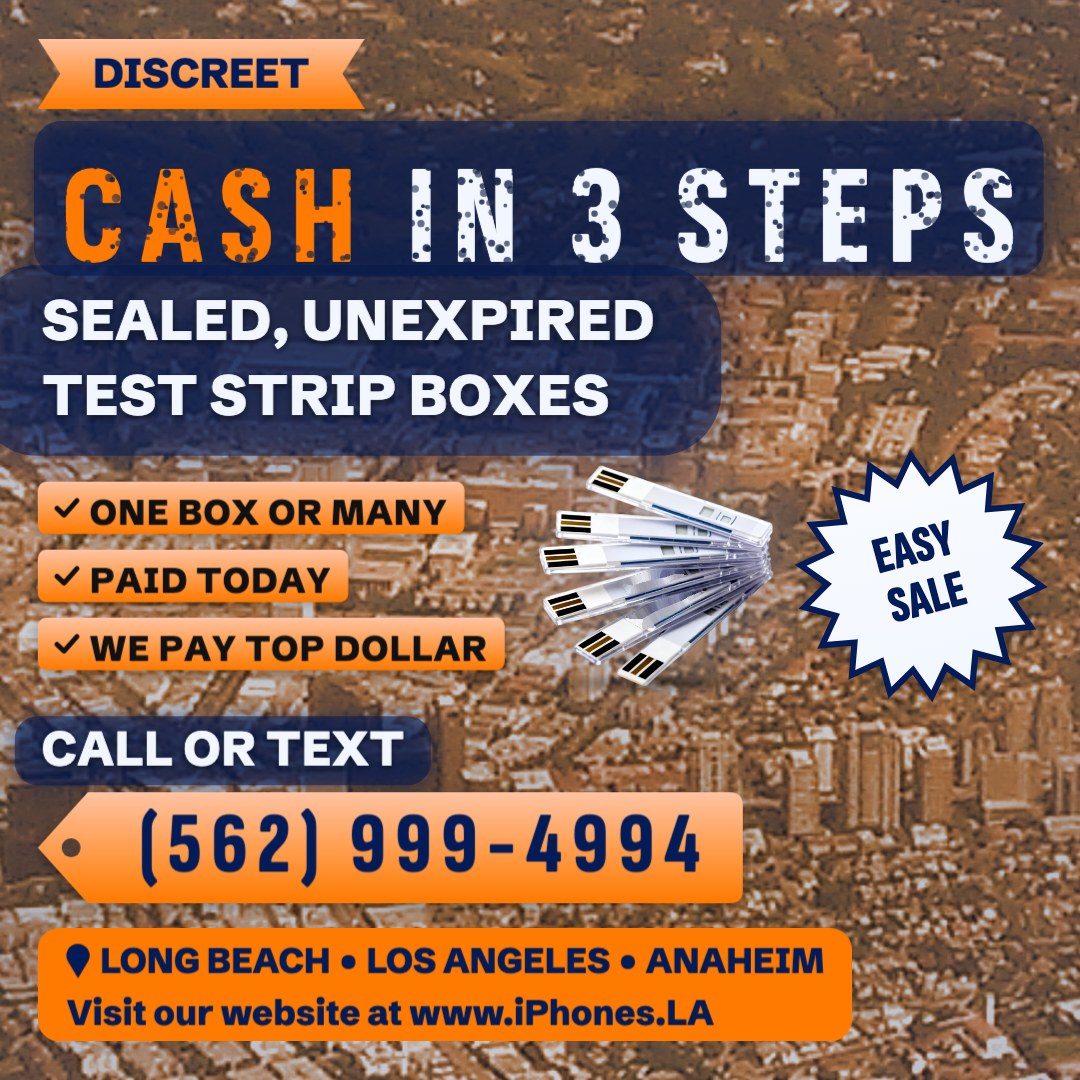 DISCREET
CASH IN 3 STEPS
SEALED, UNEXPIRED
TEST STRIP BOXES
✓ ONE BOX OR MANY
✓ PAID TODAY
✓ WE PAY TOP DOLLAR
EASY
SALE
CALL OR TEXT
(562) 999-4994
LONG BEACH • LOS ANGELES • ANAHEIM
Visit our website at www.iPhones.LA